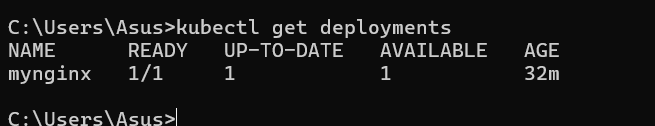 C:\Users\Asus>kubectl get deployments
NAME      READY   UP-TO-DATE   AVAILABLE   AGE
mynginx   1/1     1            1           32m
C:\Users\Asus>